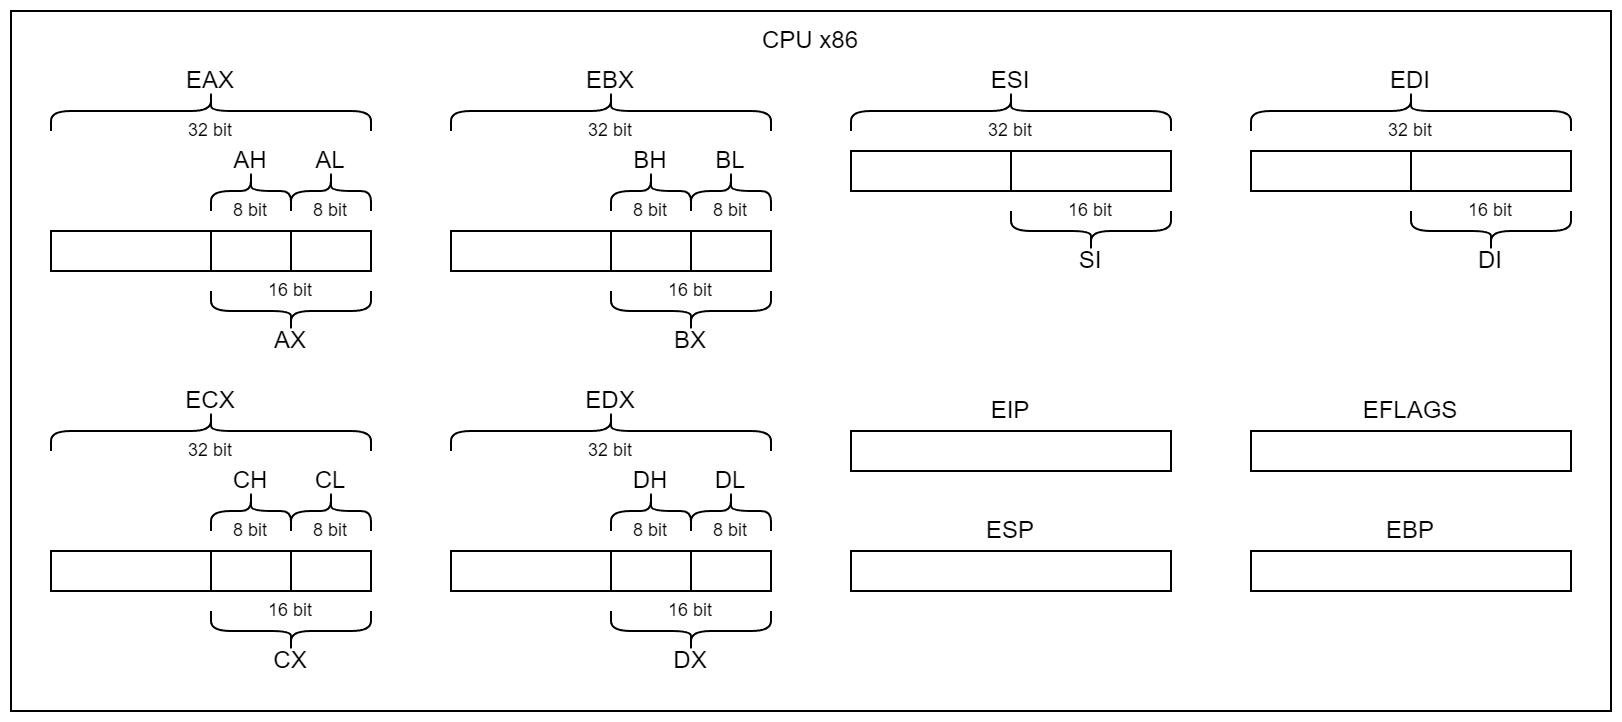 CPU x86
EAX
EBX
ESI
EDI
32 bit
32 bit
32 bit
32 bit
AH
AL
BH
BL
8 bit
8 bit
8 bit
8 bit
16 bit
16 bit
SI
DI
16 bit
16 bit
AX
BX
ECX
EDX
EIP
EFLAGS
32 bit
32 bit
CH
CL
DH
DL
8 bit
8 bit
8 bit
8 bit
ESP
EBP
16 bit
16 bit
CX
DX